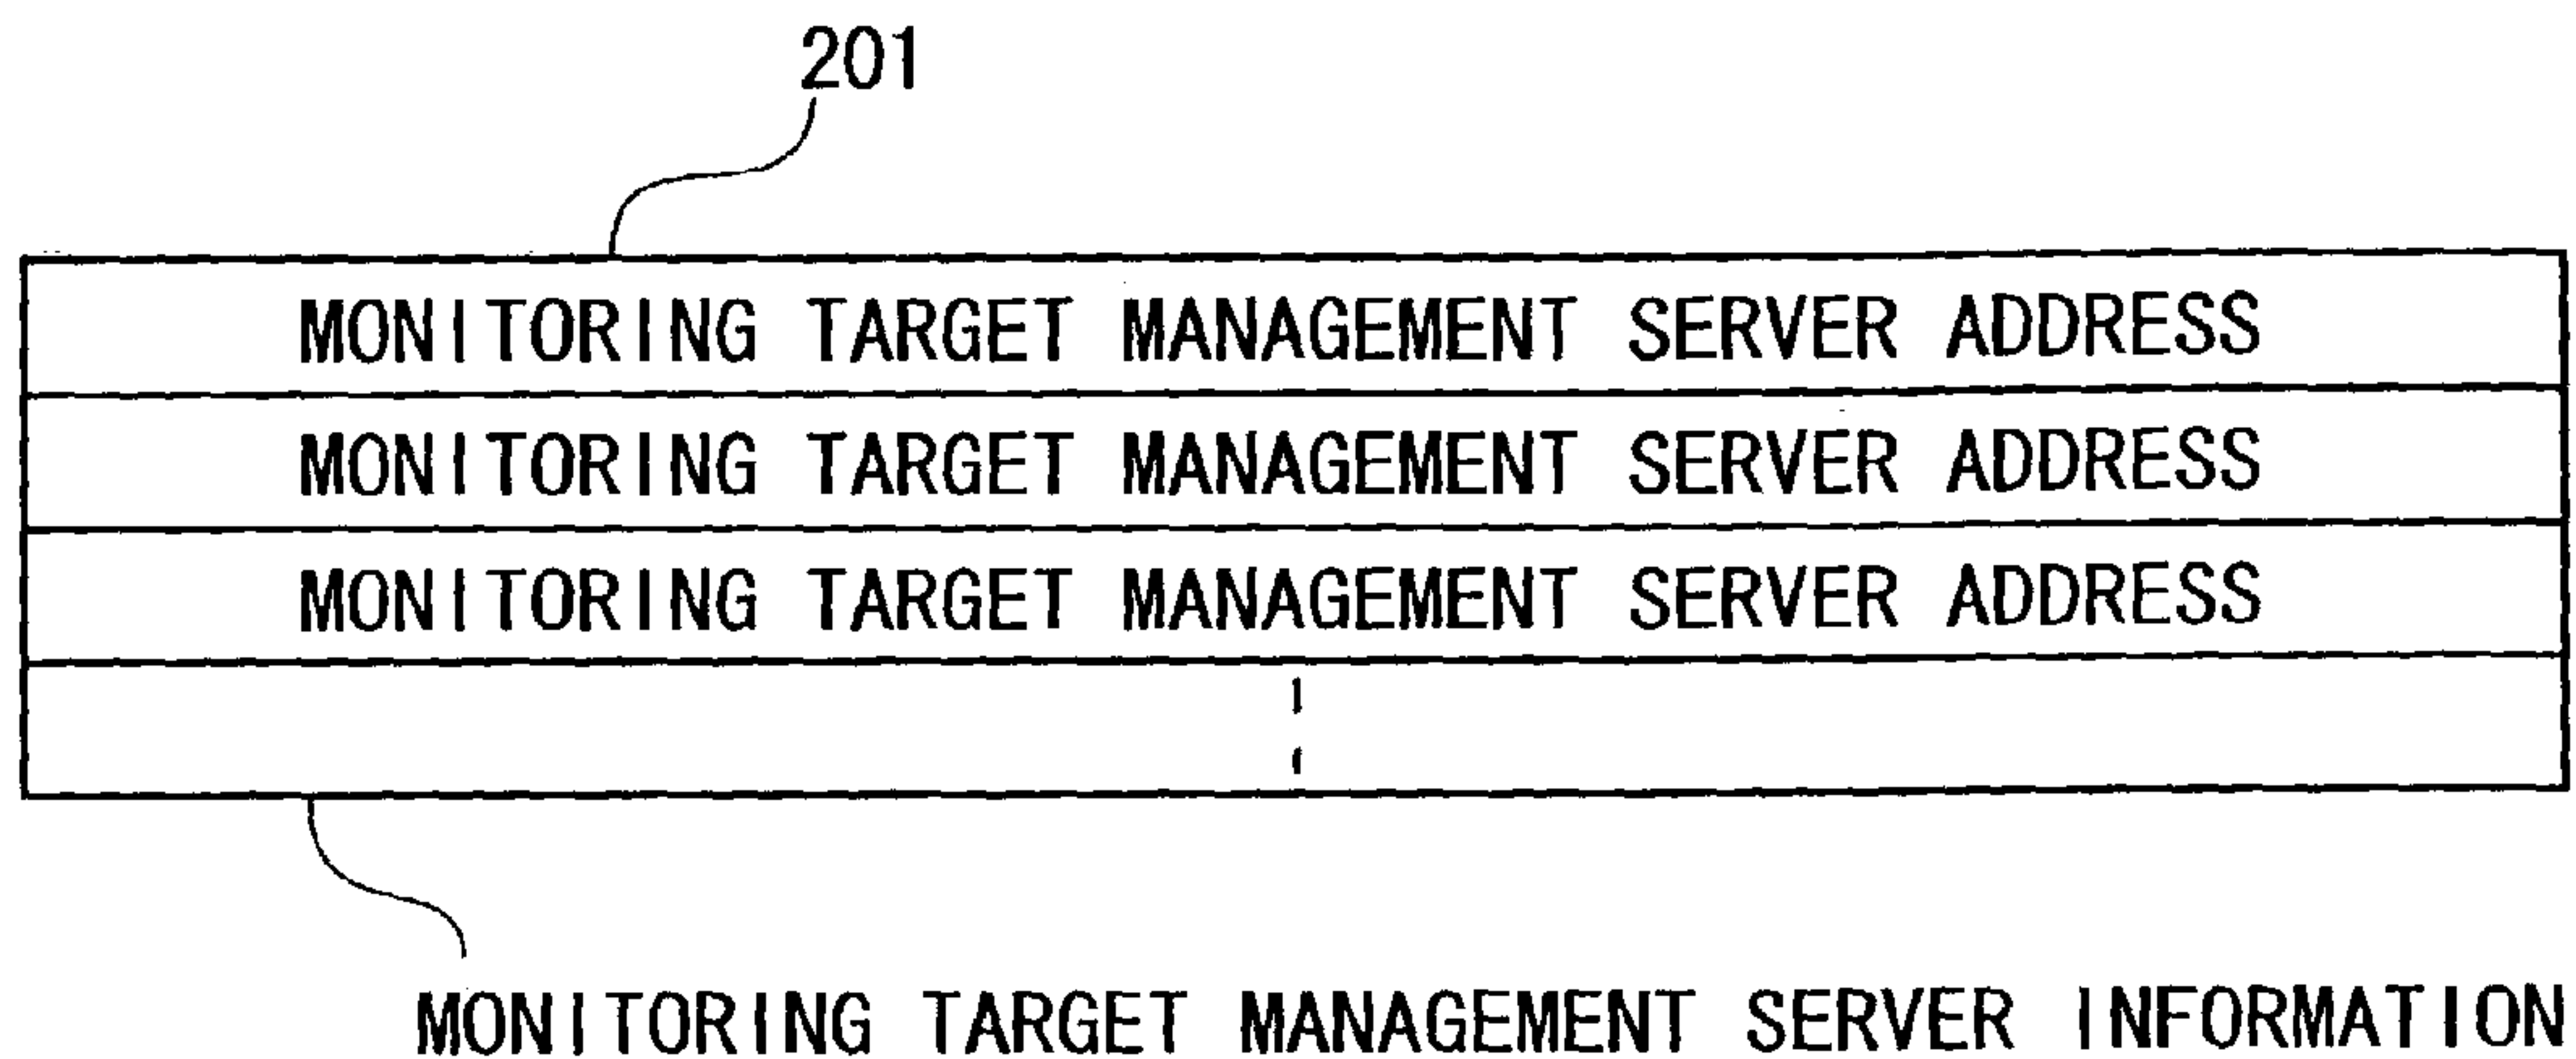 201
MONITORING TARGET MANAGEMENT SERVER ADDRESS
MONITORING TARGET MANAGEMENT SERVER ADDRESS
MONITORING TARGET MANAGEMENT SERVER ADDRESS
MONITORING TARGET MANAGEMENT SERVER INFORMATION